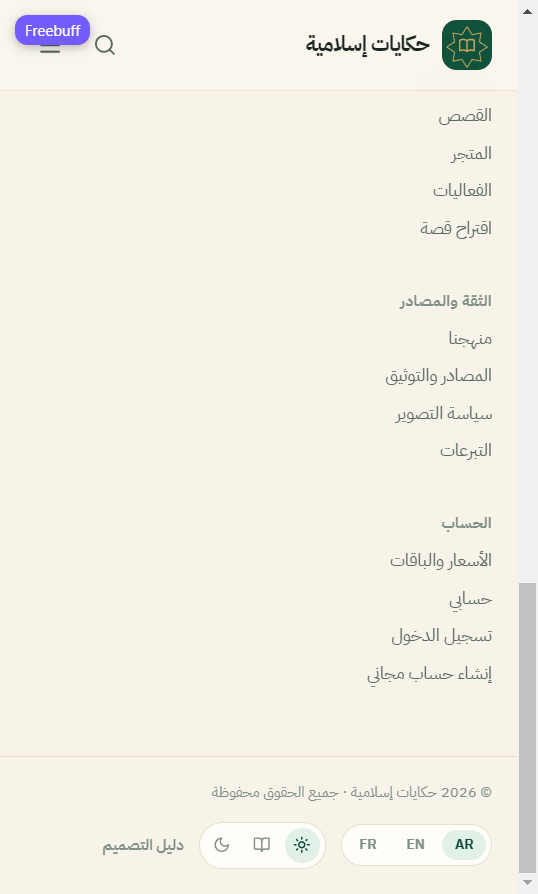 Freebuff
حكايات إسلامية
القصص
المتجر
الفعاليات
اقتراح قصة
الثقة والمصادر
منهجنا
المصادر والتوثيق
سياسة التصوير
التبرعات
الحساب
الأسعار والباقات
حسابي
تسجيل الدخول
إنشاء حساب مجاني
© 2026 حكايات إسلامية · جميع الحقوق محفوظة
AR EN FR
دليل التصميم